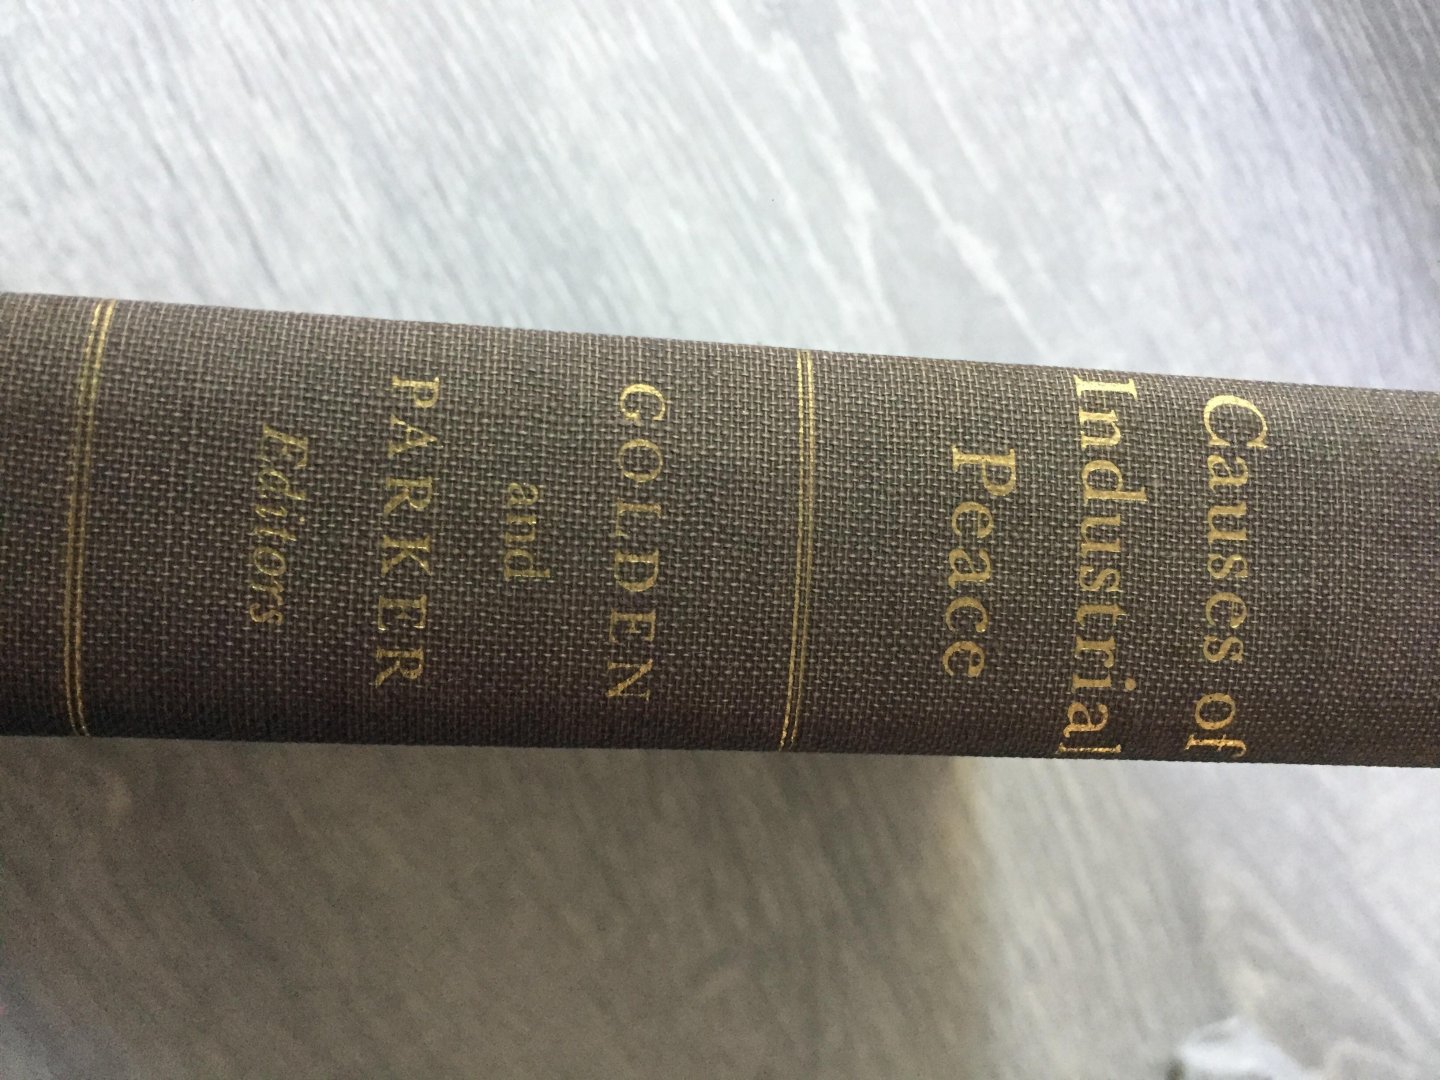 Causes of
Industrial
Peace
GOLDEN
and
PARKER
Editors